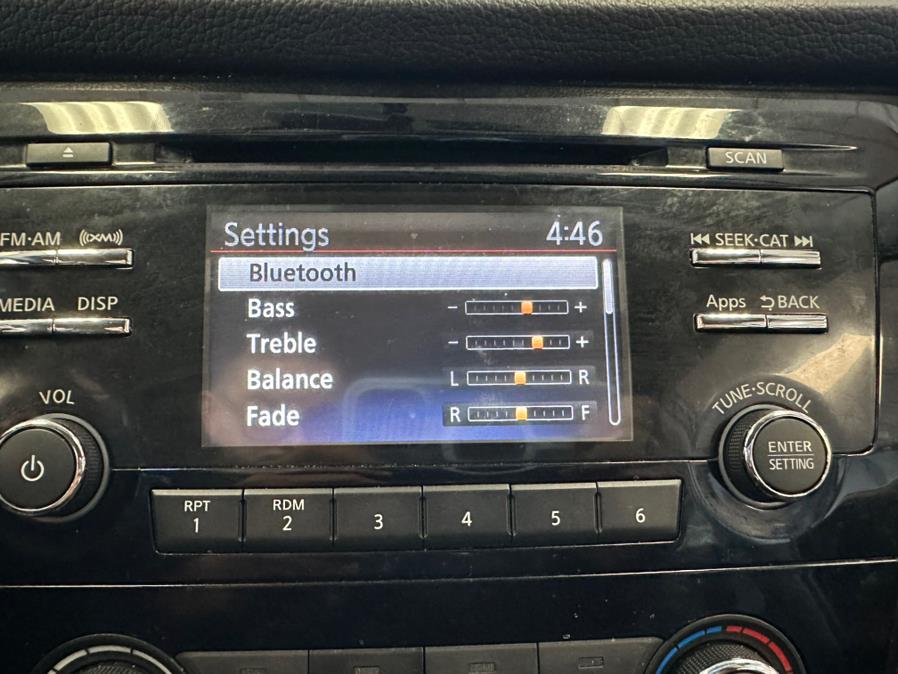 SCAN
FM·AM ((XM))
Settings 4:46
SEEK·CAT
Bluetooth
MEDIA DISP
Bass - +
Apps BACK
Treble - +
Balance L R
Fade R F
VOL
TUNE·SCROLL
ENTER
SETTING
RPT
1
RDM
2
3
4
5
6